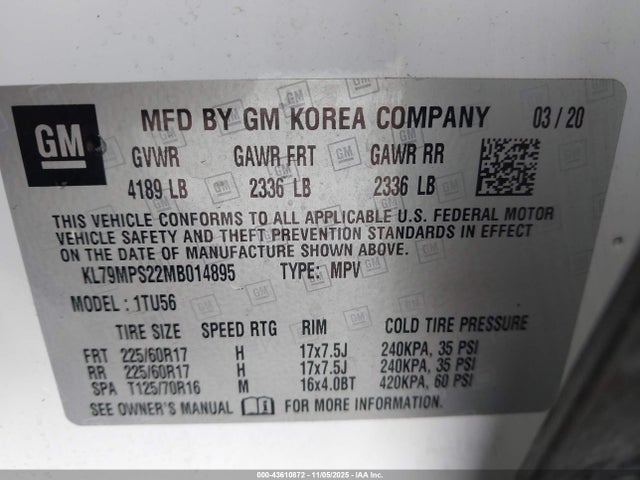 GM
MFD BY GM KOREA COMPANY 03/20
GVWR GAWR FRT GAWR RR
4189 LB 2336 LB 2336 LB
THIS VEHICLE CONFORMS TO ALL APPLICABLE U.S. FEDERAL MOTOR
VEHICLE SAFETY AND THEFT PREVENTION STANDARDS IN EFFECT
ON THE DATE OF MANUFACTURE SHOWN ABOVE.
KL79MPS22MB014895 TYPE: MPV
MODEL : 1TU56
TIRE SIZE SPEED RTG RIM COLD TIRE PRESSURE
FRT 225/60R17 H 17x7.5J 240KPA, 35 PSI
RR 225/60R17 H 17x7.5J 240KPA, 35 PSI
SPA T125/70R16 M 16x4.0BT 420KPA, 60 PSI
SEE OWNER'S MANUAL i FOR MORE INFORMATION.
000-43610872 - 11/05/2025 - IAAI.COM